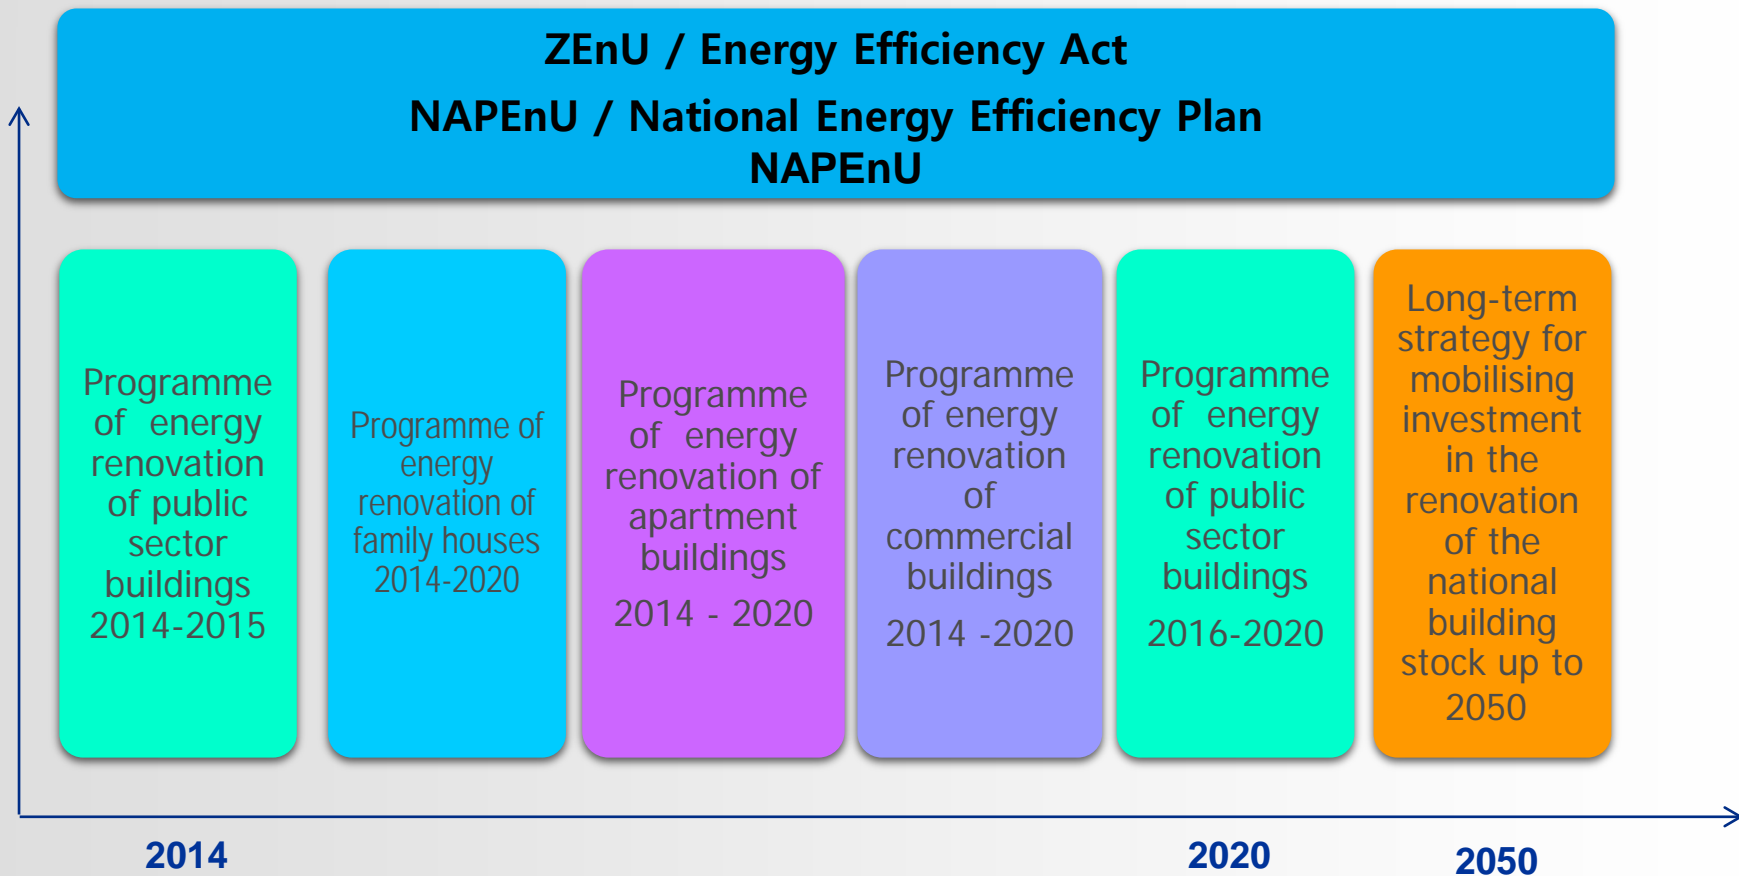 ZEnU / Energy Efficiency Act
NAPEnU / National Energy Efficiency Plan
NAPEnU
Programme
of energy
renovation
of public
sector
buildings
2014-2015
Programme of
energy
renovation of
family houses
2014-2020
Programme
of energy
renovation of
apartment
buildings
2014 - 2020
Programme
of energy
renovation
of
commercial
buildings
2014 -2020
Programme
of energy
renovation
of public
sector
buildings
2016-2020
Long-term
strategy for
mobilising
investment
in the
renovation
of the
national
building
stock up to
2050
2014
2020
2050